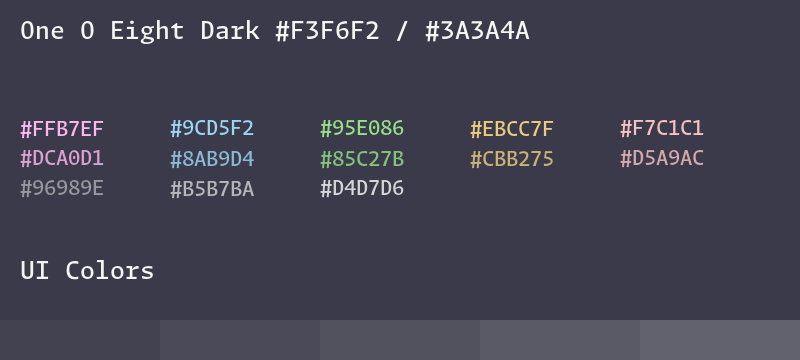 One O Eight Dark #F3F6F2 / #3A3A4A
#FFB7EF #9CD5F2 #95E086 #EBCC7F #F7C1C1
#DCA0D1 #8AB9D4 #85C27B #CBB275 #D5A9AC
#96989E #B5B7BA #D4D7D6
UI Colors